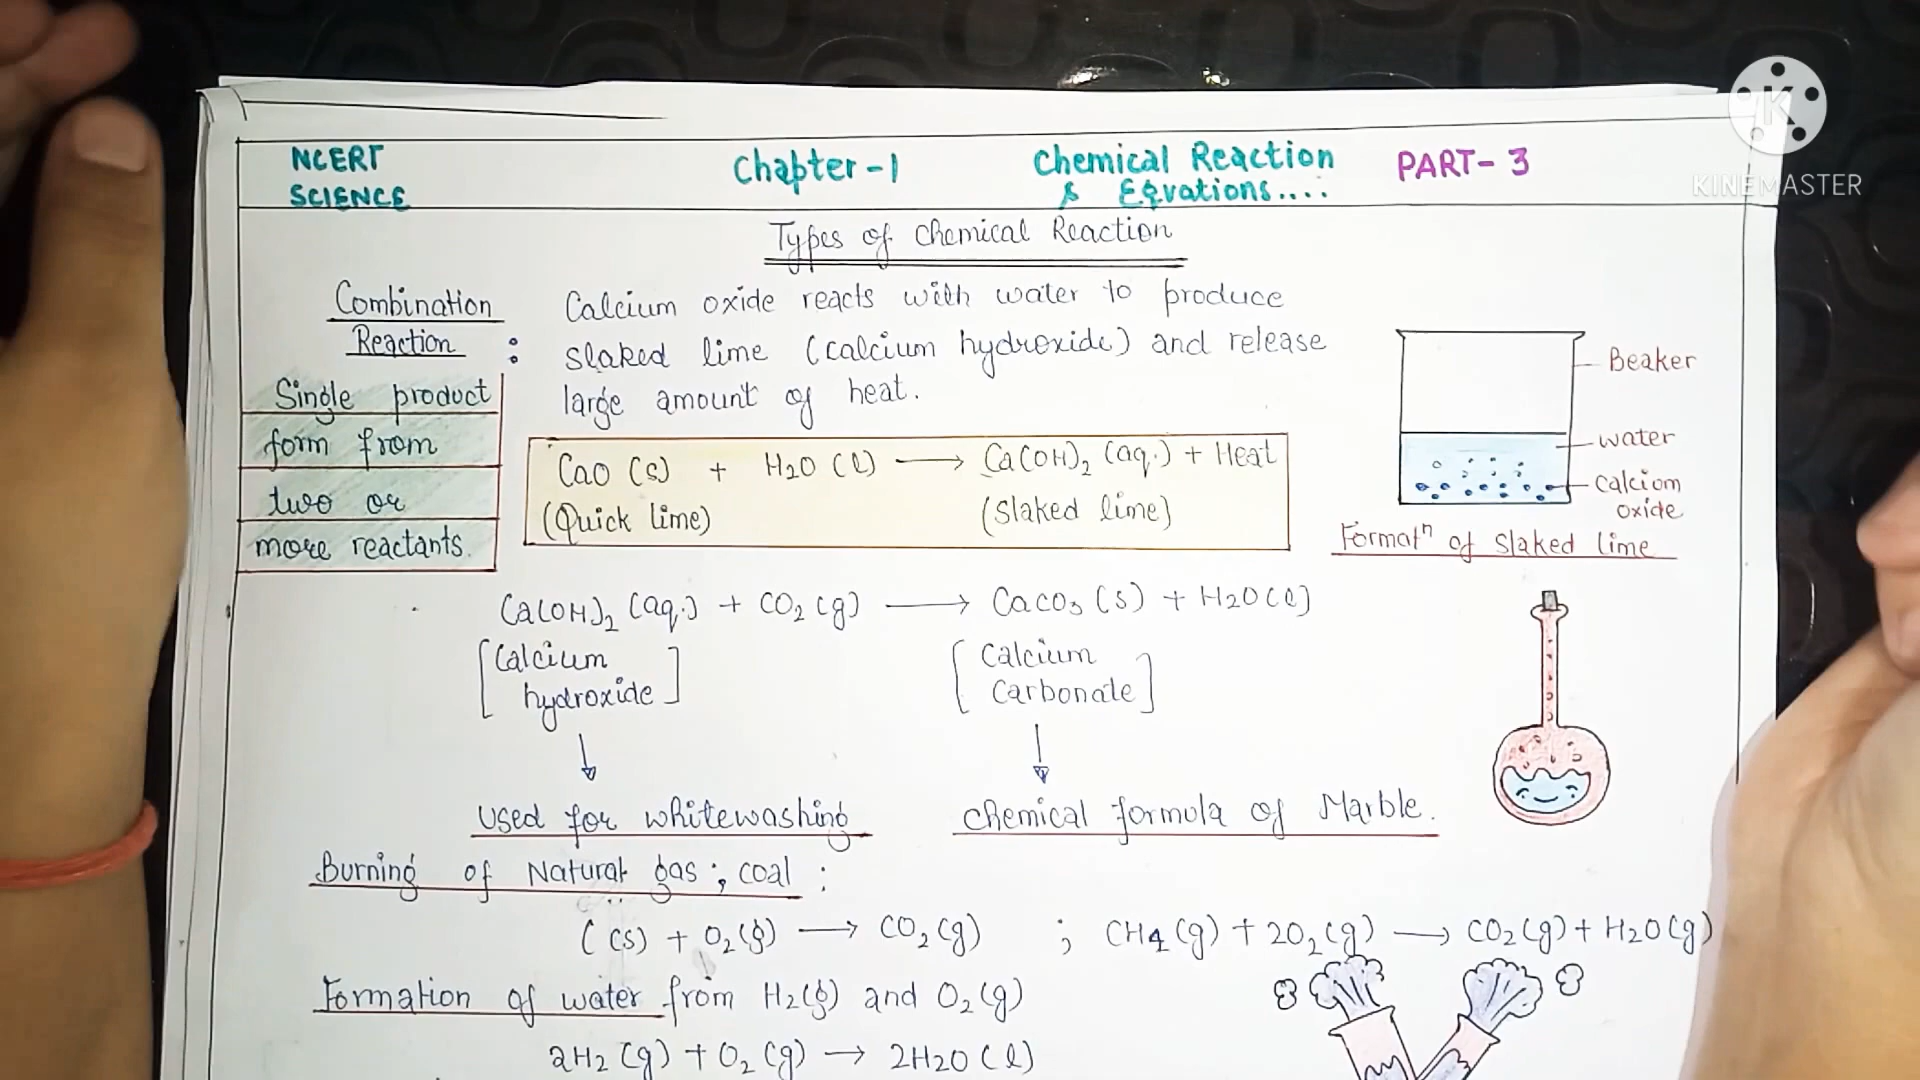 NCERT SCIENCE
Chapter-1
Chemical Reaction & Equations....
PART-3
KINEMASTER
Types of Chemical Reaction
Combination Reaction :
Calcium oxide reacts with water to produce
slaked lime (calcium hydroxide) and release
large amount of heat.
Single product
form from
two or
more reactants.
CaO (s) + H2O (l) ⟶ Ca(OH)2 (aq.) + Heat
(Quick lime) (Slaked lime)
Beaker
water
calciom oxide
Formatⁿ of slaked lime
Ca(OH)2 (aq.) + CO2 (g) ⟶ CaCO3 (s) + H2O(l)
[Calcium hydroxide]
[Calcium Carbonate]
↓ ↓
Used for whitewashing
Chemical formula of Marble.
Burning of Natural gas ; coal :
C (s) + O2(g) ⟶ CO2(g) ; CH4(g) + 2O2(g) ⟶ CO2(g) + H2O(g)
Formation of water from H2(g) and O2(g)
2H2 (g) + O2 (g) → 2H2O (l)